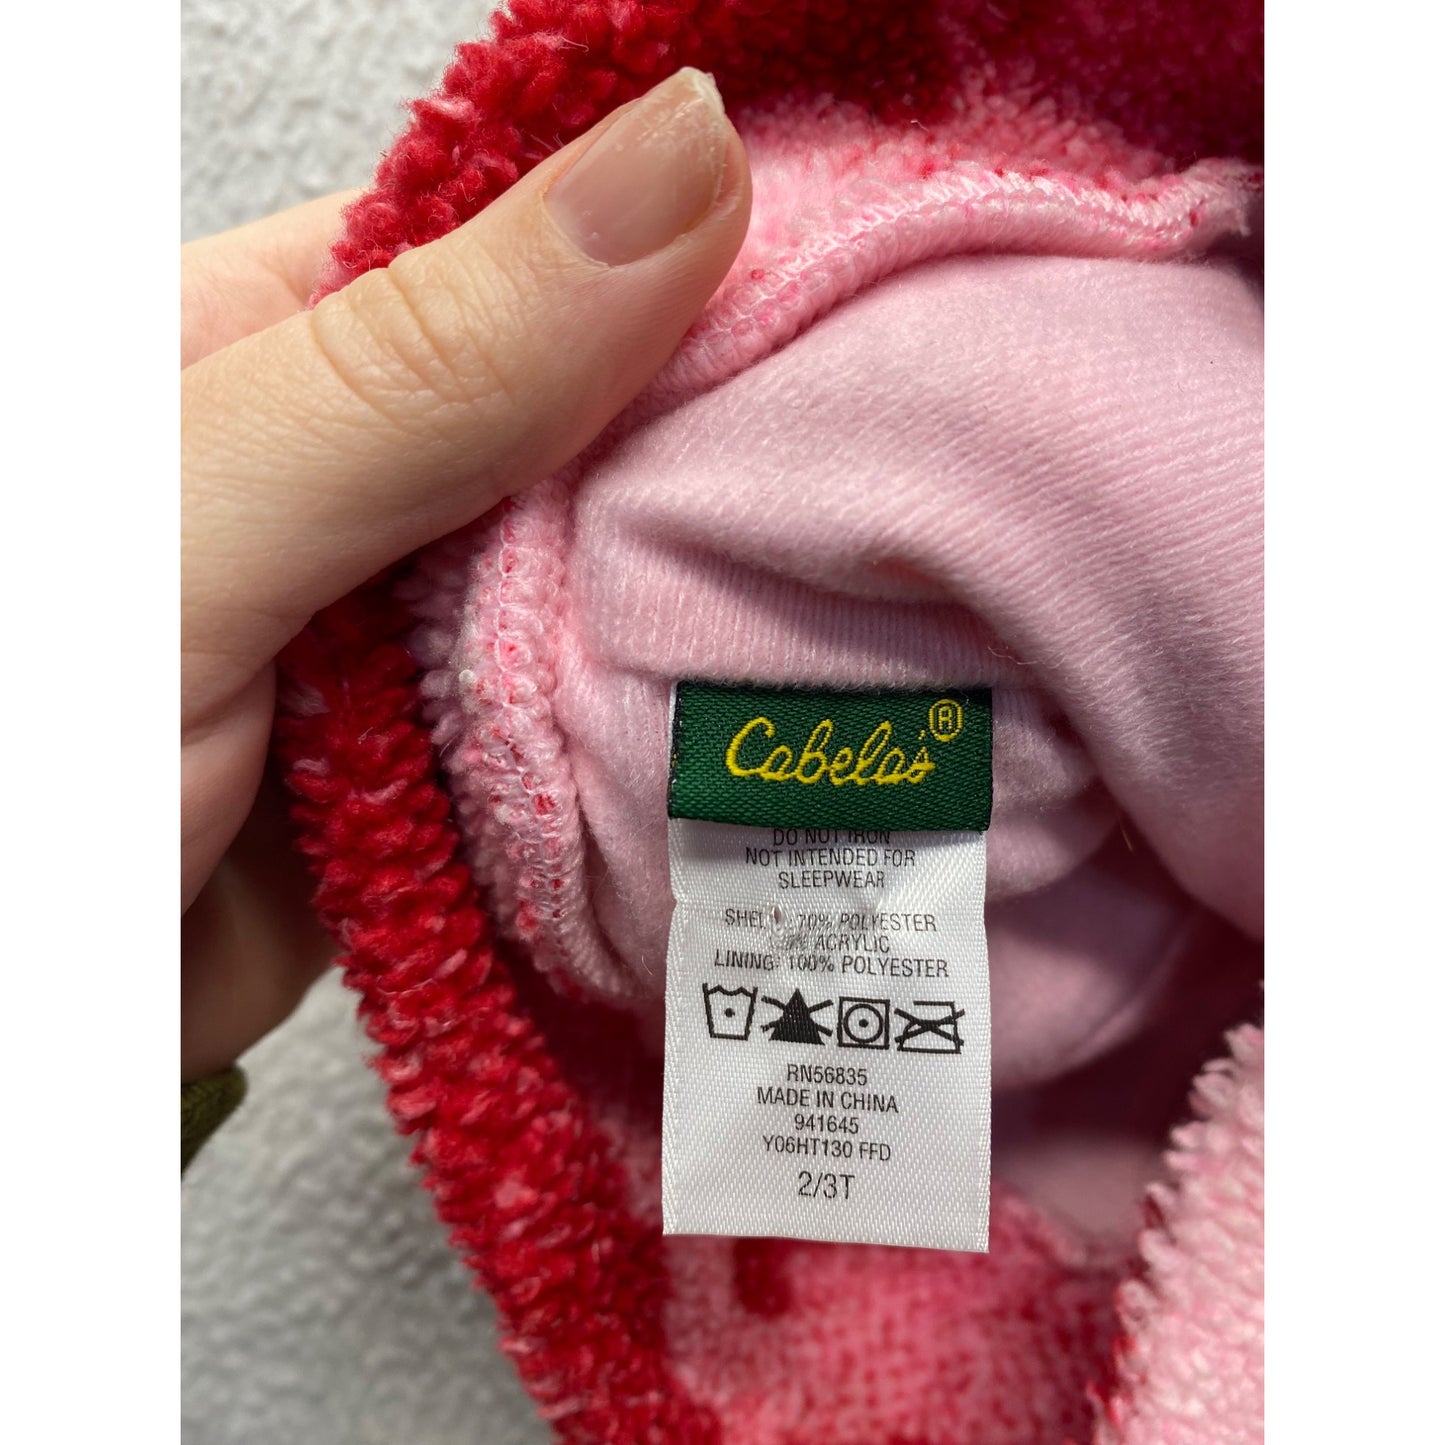 Cabela's®
DO NOT IRON
NOT INTENDED FOR
SLEEPWEAR
70% POLYESTER
ACRYLIC
LINING: 100% POLYESTER
RN56835
MADE IN CHINA
941645
Y06HT130 FFD
2/3T